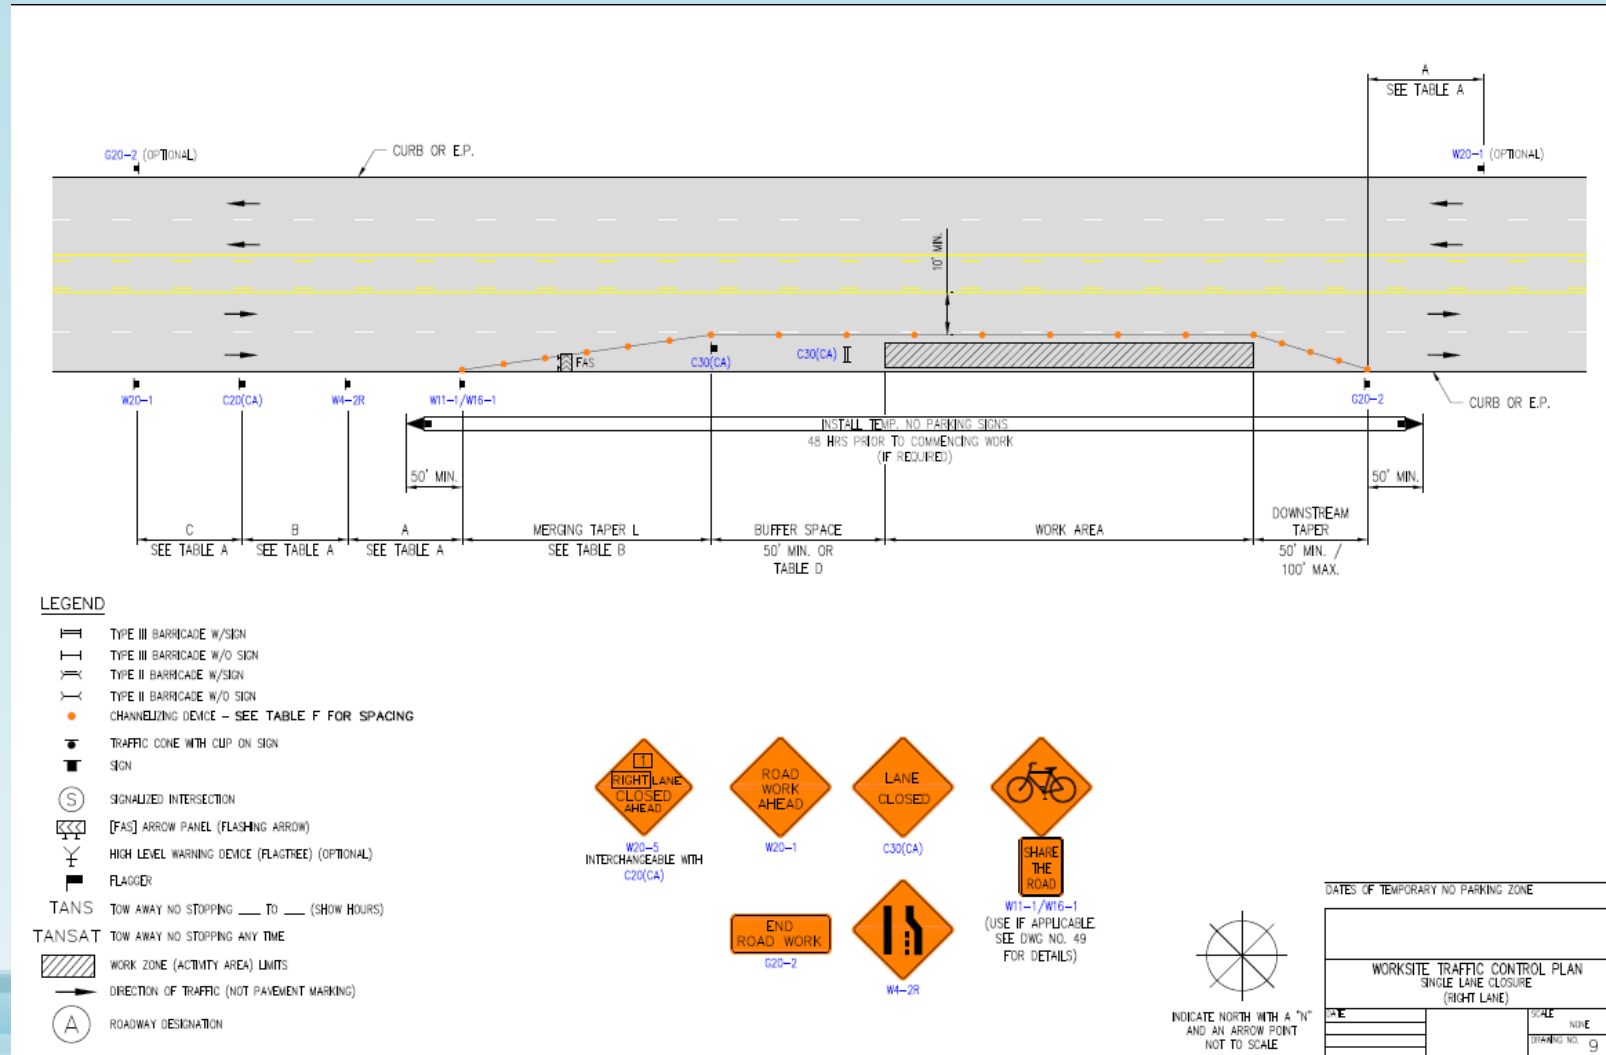 A
SEE TABLE A
G20-2 (OPTIONAL)
CURB OR E.P.
W20-1 (OPTIONAL)
10' MIN.
FAS
C30(CA)
C30(CA)
W20-1
C20(CA)
W4-2R
W11-1/W16-1
G20-2
CURB OR E.P.
INSTALL TEMP. NO PARKING SIGNS
48 HRS PRIOR TO COMMENCING WORK
(IF REQUIRED)
50' MIN.
50' MIN.
C
SEE TABLE A
B
SEE TABLE A
A
SEE TABLE A
MERGING TAPER L
SEE TABLE B
BUFFER SPACE
50' MIN. OR
TABLE D
WORK AREA
DOWNSTREAM
TAPER
50' MIN. /
100' MAX.
LEGEND
TYPE III BARRICADE W/SIGN
TYPE III BARRICADE W/O SIGN
TYPE II BARRICADE W/SIGN
TYPE II BARRICADE W/O SIGN
CHANNELIZING DEVICE - SEE TABLE F FOR SPACING
TRAFFIC CONE WITH CLIP ON SIGN
SIGN
S SIGNALIZED INTERSECTION
[FAS] ARROW PANEL (FLASHING ARROW)
HIGH LEVEL WARNING DEVICE (FLAGTREE) (OPTIONAL)
FLAGGER
TANS TOW AWAY NO STOPPING ___ TO ___ (SHOW HOURS)
TANSAT TOW AWAY NO STOPPING ANY TIME
WORK ZONE (ACTIVITY AREA) LIMITS
DIRECTION OF TRAFFIC (NOT PAVEMENT MARKING)
A ROADWAY DESIGNATION
1
RIGHT LANE
CLOSED
AHEAD
W20-5
INTERCHANGEABLE WITH
C20(CA)
ROAD
WORK
AHEAD
W20-1
LANE
CLOSED
C30(CA)
SHARE
THE
ROAD
W11-1/W16-1
(USE IF APPLICABLE
SEE DWG NO. 49
FOR DETAILS)
END
ROAD WORK
G20-2
W4-2R
INDICATE NORTH WITH A "N"
AND AN ARROW POINT
NOT TO SCALE
DATES OF TEMPORARY NO PARKING ZONE
WORKSITE TRAFFIC CONTROL PLAN
SINGLE LANE CLOSURE
(RIGHT LANE)
DATE
SCALE
NONE
DRAWING NO. 9